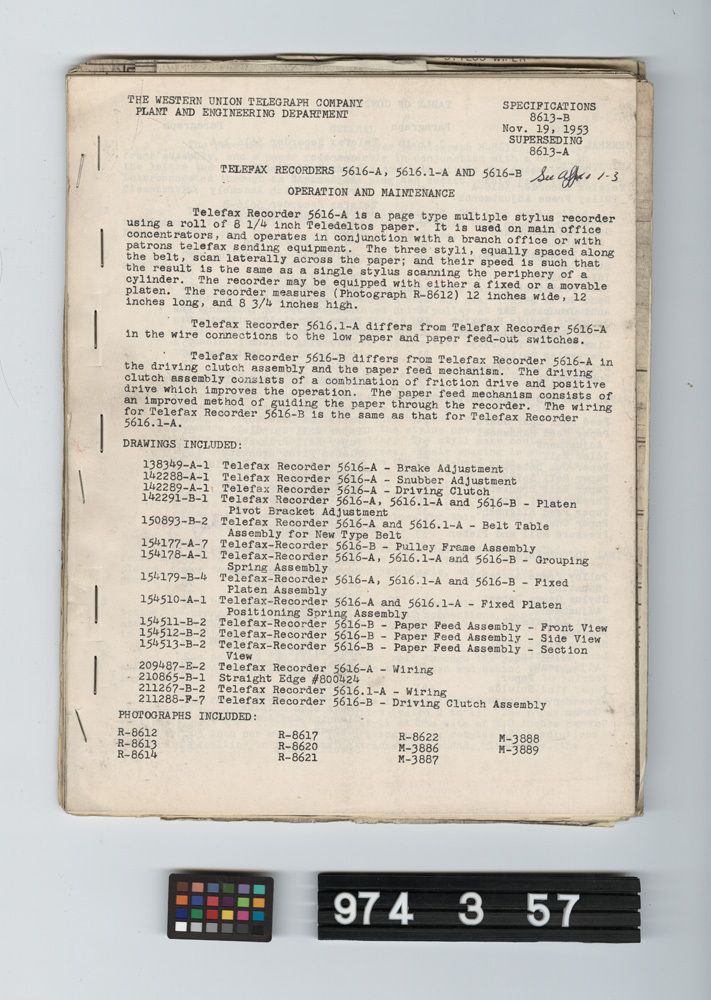 THE WESTERN UNION TELEGRAPH COMPANY
PLANT AND ENGINEERING DEPARTMENT
SPECIFICATIONS
8613-B
Nov. 19, 1953
SUPERSEDING
8613-A
TELEFAX RECORDERS 5616-A, 5616.1-A AND 5616-B See 1-3
OPERATION AND MAINTENANCE
Telefax Recorder 5616-A is a page type multiple stylus recorder
using a roll of 8 1/4 inch Teledeltos paper. It is used on main office
concentrators, and operates in conjunction with a branch office or with
patrons telefax sending equipment. The three styli, equally spaced along
the belt, scan laterally across the paper; and their speed is such that
the result is the same as a single stylus scanning the periphery of a
cylinder. The recorder may be equipped with either a fixed or a movable
platen. The recorder measures (Photograph R-8612) 12 inches wide, 12
inches long, and 8 3/4 inches high.
Telefax Recorder 5616.1-A differs from Telefax Recorder 5616-A
in the wire connections to the low paper and paper feed-out switches.
Telefax Recorder 5616-B differs from Telefax Recorder 5616-A in
the driving clutch assembly and the paper feed mechanism. The driving
clutch assembly consists of a combination of friction drive and positive
drive which improves the operation. The paper feed mechanism consists of
an improved method of guiding the paper through the recorder. The wiring
for Telefax Recorder 5616-B is the same as that for Telefax Recorder
5616.1-A.
DRAWINGS INCLUDED:
138349-A-1 Telefax Recorder 5616-A - Brake Adjustment
142288-A-1 Telefax Recorder 5616-A - Snubber Adjustment
142289-A-1 Telefax Recorder 5616-A - Driving Clutch
142291-B-1 Telefax Recorder 5616-A, 5616.1-A and 5616-B - Platen
Pivot Bracket Adjustment
150893-B-2 Telefax Recorder 5616-A and 5616.1-A - Belt Table
Assembly for New Type Belt
154177-A-7 Telefax-Recorder 5616-B - Pulley Frame Assembly
154178-A-1 Telefax-Recorder 5616-A, 5616.1-A and 5616-B - Grouping
Spring Assembly
154179-B-4 Telefax-Recorder 5616-A, 5616.1-A and 5616-B - Fixed
Platen Assembly
154510-A-1 Telefax-Recorder 5616-A and 5616.1-A - Fixed Platen
Positioning Spring Assembly
154511-B-2 Telefax-Recorder 5616-B - Paper Feed Assembly - Front View
154512-B-2 Telefax-Recorder 5616-B - Paper Feed Assembly - Side View
154513-B-2 Telefax-Recorder 5616-B - Paper Feed Assembly - Section
View
209487-E-2 Telefax Recorder 5616-A - Wiring
210865-B-1 Straight Edge #800424
211267-B-2 Telefax Recorder 5616.1-A - Wiring
211288-F-7 Telefax Recorder 5616-B - Driving Clutch Assembly
PHOTOGRAPHS INCLUDED:
R-8612 R-8617 R-8622 M-3888
R-8613 R-8620 M-3886 M-3889
R-8614 R-8621 M-3887
974 3 57